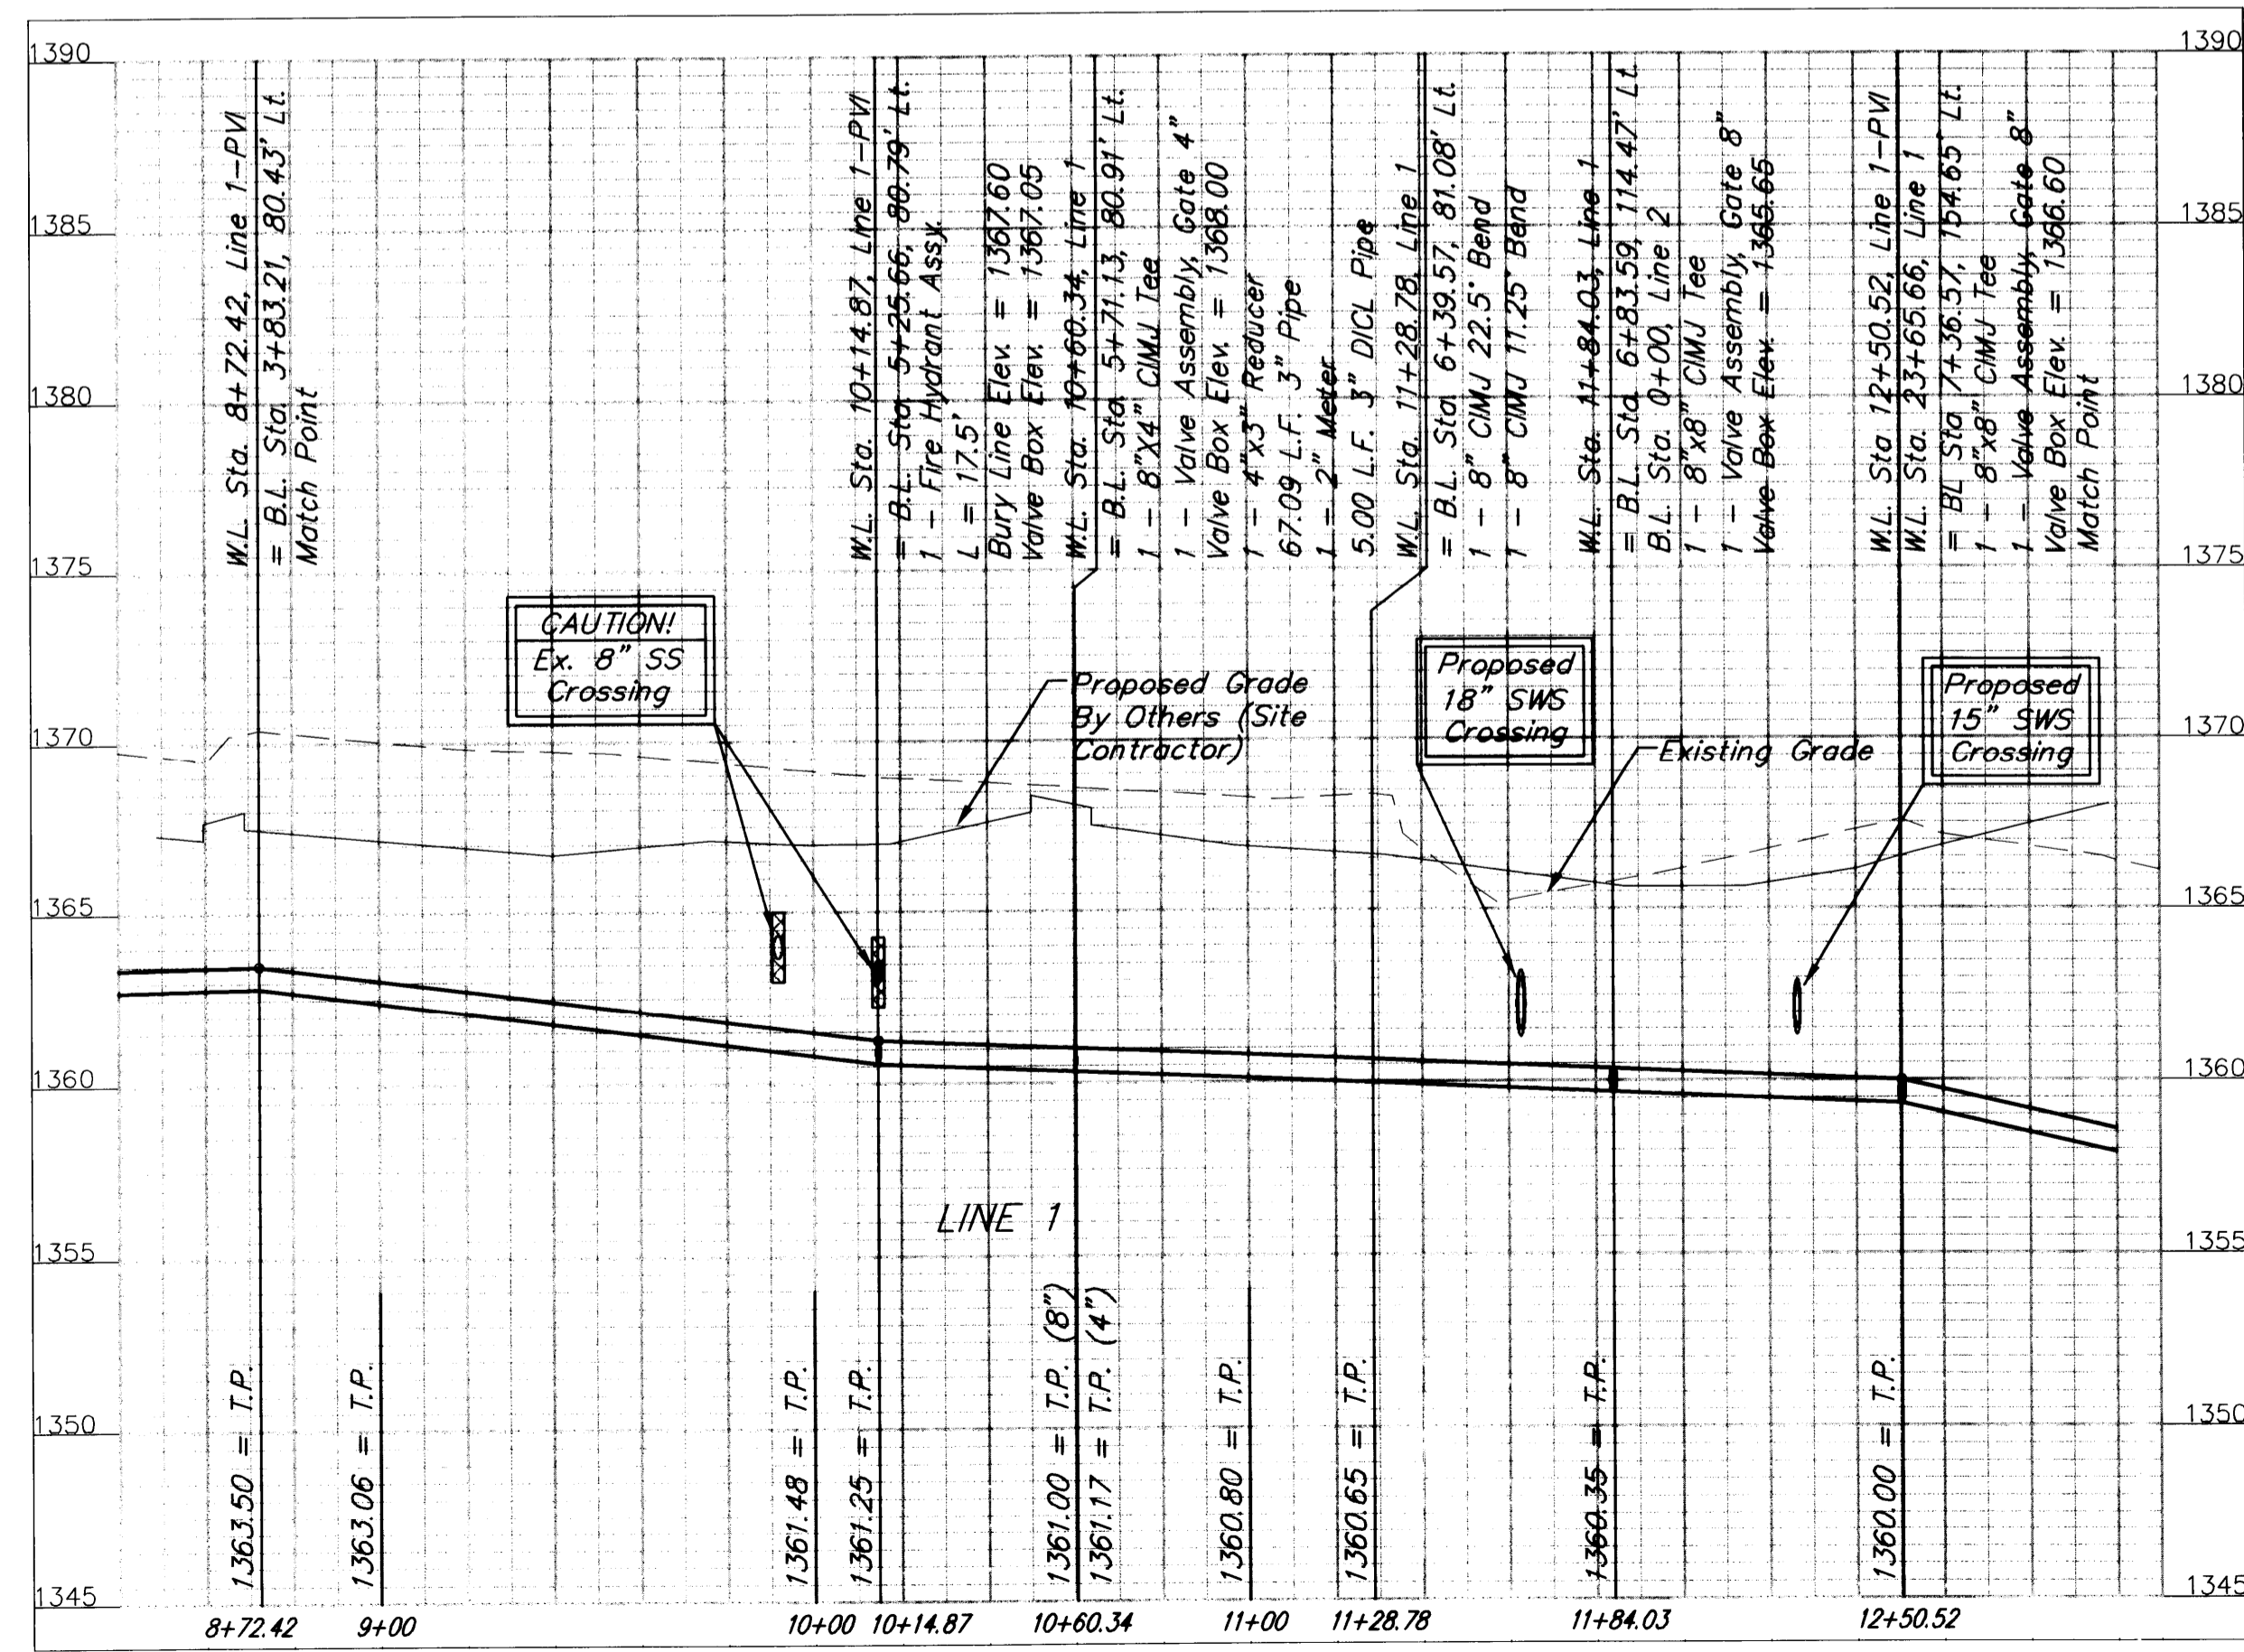 1390
1390
1385
1385
1380
1380
1375
1375
1370
1370
1365
1365
1360
1360
1355
1355
1350
1350
1345
1345
W.L. Sta. 8+72.42, Line 1-PVI
= B.L. Sta. 3+83.21, 80.43' Lt.
Match Point
W.L. Sta. 10+14.87, Line 1-PVI
= B.L. Sta. 5+25.66, 80.79' Lt.
1 - Fire Hydrant Assy.
L = 17.5'
Bury Line Elev. = 1367.60
Valve Box Elev. = 1367.05
W.L. Sta. 10+60.34, Line 1
= B.L. Sta. 5+71.13, 80.91' Lt.
1 - 8"X4" CIMJ Tee
1 - Valve Assembly, Gate 4"
Valve Box Elev. = 1368.00
1 - 4"x3" Reducer
67.09 L.F. 3" Pipe
1 - 2" Meter
5.00 L.F. 3" DICL Pipe
W.L. Sta. 11+28.78, Line 1
= B.L. Sta. 6+39.57, 81.08' Lt.
1 - 8" CIMJ 22.5° Bend
1 - 8" CIMJ 11.25° Bend
W.L. Sta. 11+84.03, Line 1
= B.L. Sta. 6+83.59, 114.47' Lt.
B.L. Sta. 0+00, Line 2
1 - 8"x8" CIMJ Tee
1 - Valve Assembly, Gate 8"
Valve Box Elev. = 1365.65
W.L. Sta 12+50.52, Line 1-PVI
W.L. Sta. 23+65.66, Line 1
= BL Sta 7+36.57, 154.65' Lt.
1 - 8"x8" CIMJ Tee
1 - Valve Assembly, Gate 8"
Valve Box Elev. = 1366.60
Match Point
CAUTION!
Ex. 8" SS
Crossing
Proposed Grade
By Others (Site
Contractor)
Proposed
18" SWS
Crossing
Existing Grade
Proposed
15" SWS
Crossing
LINE 1
1363.50 = T.P.
1363.06 = T.P.
1361.48 = T.P.
1361.25 = T.P.
1361.00 = T.P. (8")
1361.17 = T.P. (4")
1360.80 = T.P.
1360.65 = T.P.
1360.35 = T.P.
1360.00 = T.P.
8+72.42
9+00
10+00
10+14.87
10+60.34
11+00
11+28.78
11+84.03
12+50.52